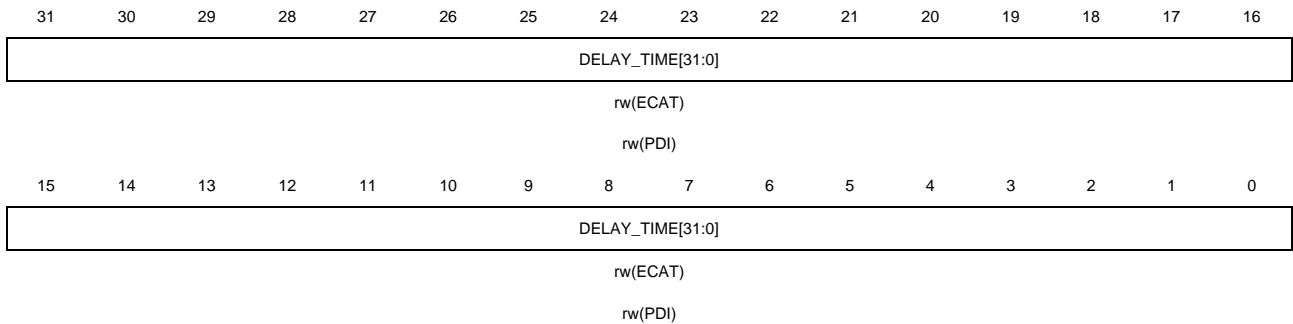 31 30 29 28 27 26 25 24 23 22 21 20 19 18 17 16
DELAY_TIME[31:0]
rw(ECAT)
rw(PDI)
15 14 13 12 11 10 9 8 7 6 5 4 3 2 1 0
DELAY_TIME[31:0]
rw(ECAT)
rw(PDI)